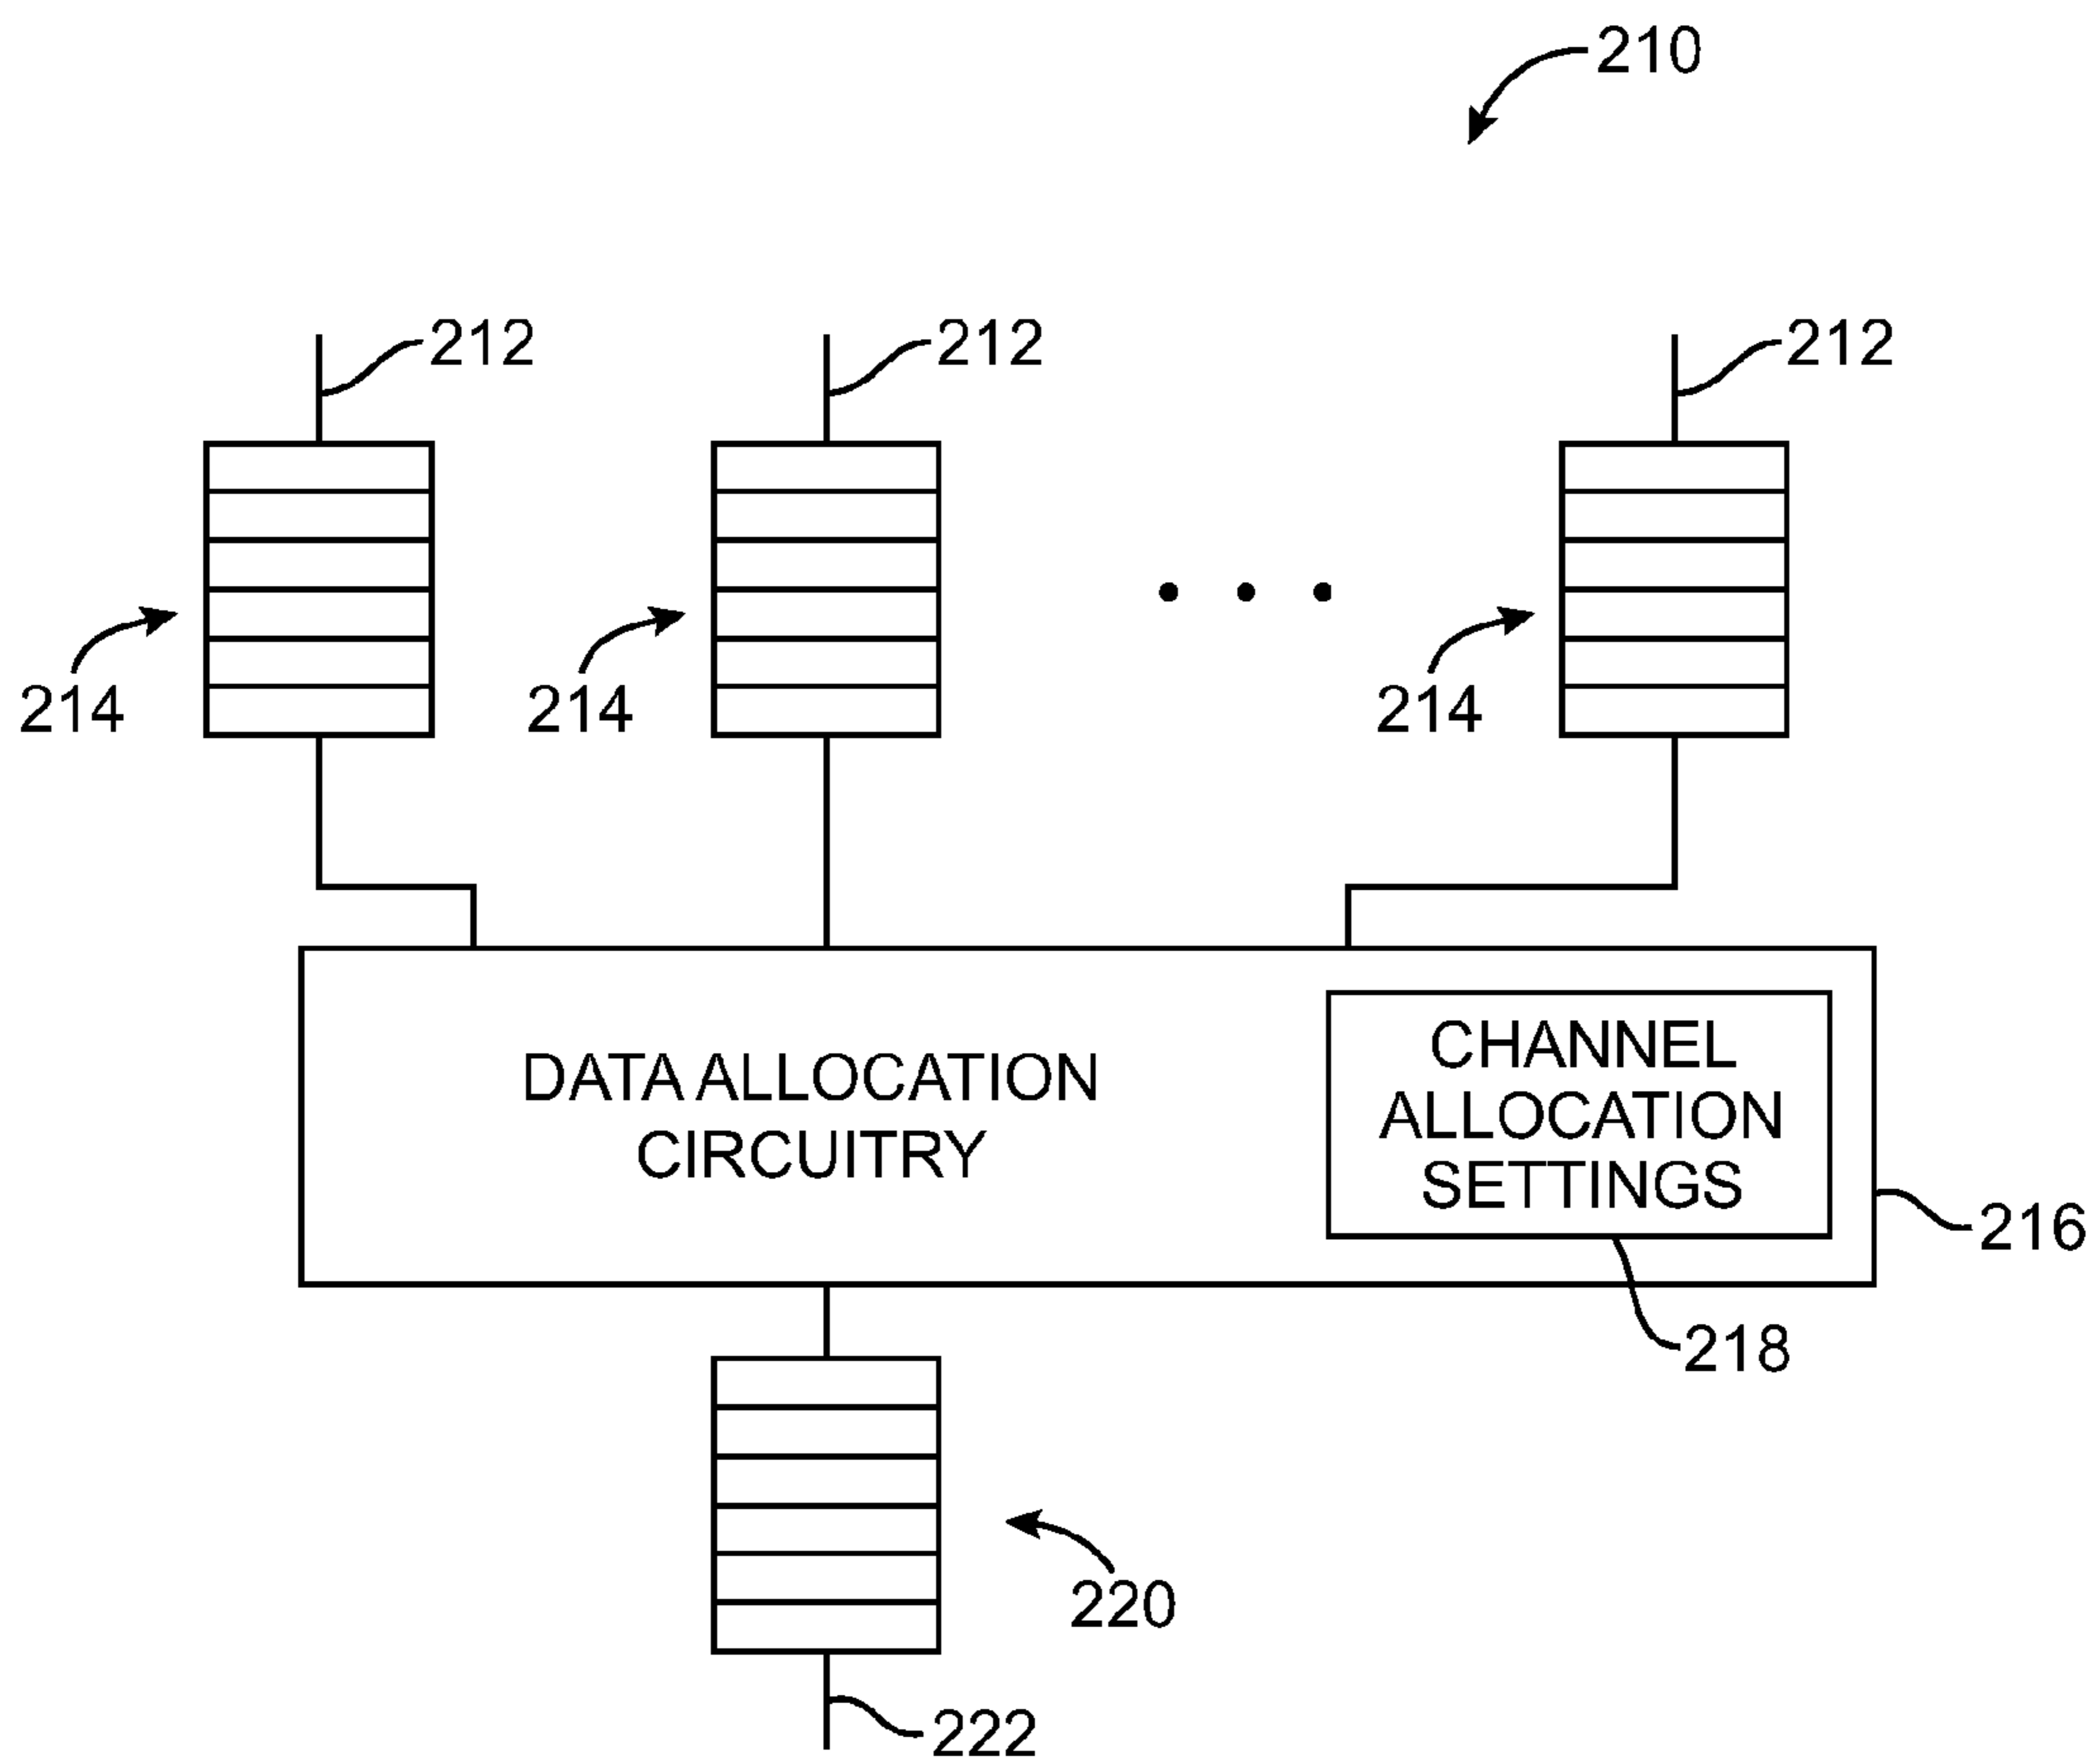 210
212
212
212
214
214
214
DATA ALLOCATION
CIRCUITRY
CHANNEL
ALLOCATION
SETTINGS
216
218
220
222